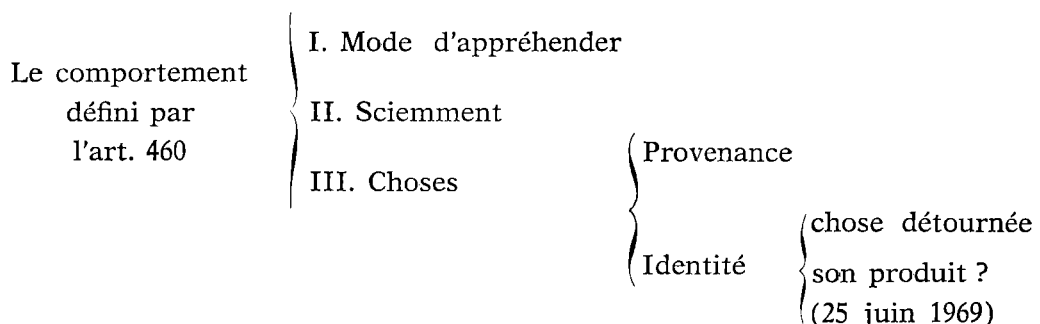 Le comportement
défini par
l'art. 460
I. Mode d'appréhender
II. Sciemment
III. Choses
Provenance
Identité
chose détournée
son produit ?
(25 juin 1969)